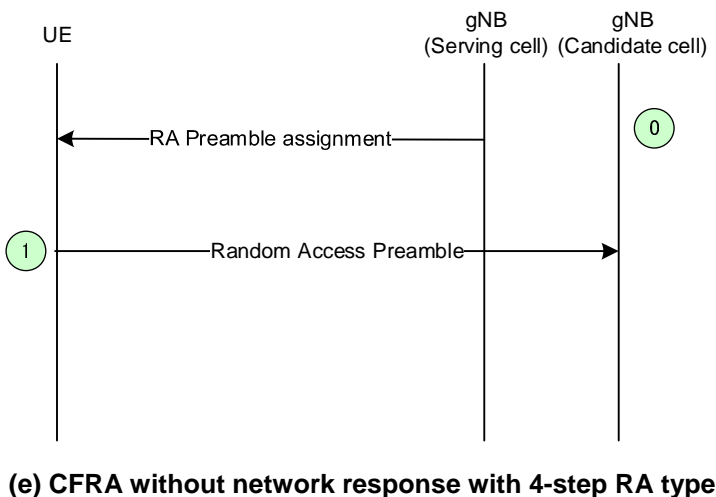 UE
gNB
(Serving cell)
gNB
(Candidate cell)
0
RA Preamble assignment
1
Random Access Preamble
(e) CFRA without network response with 4-step RA type